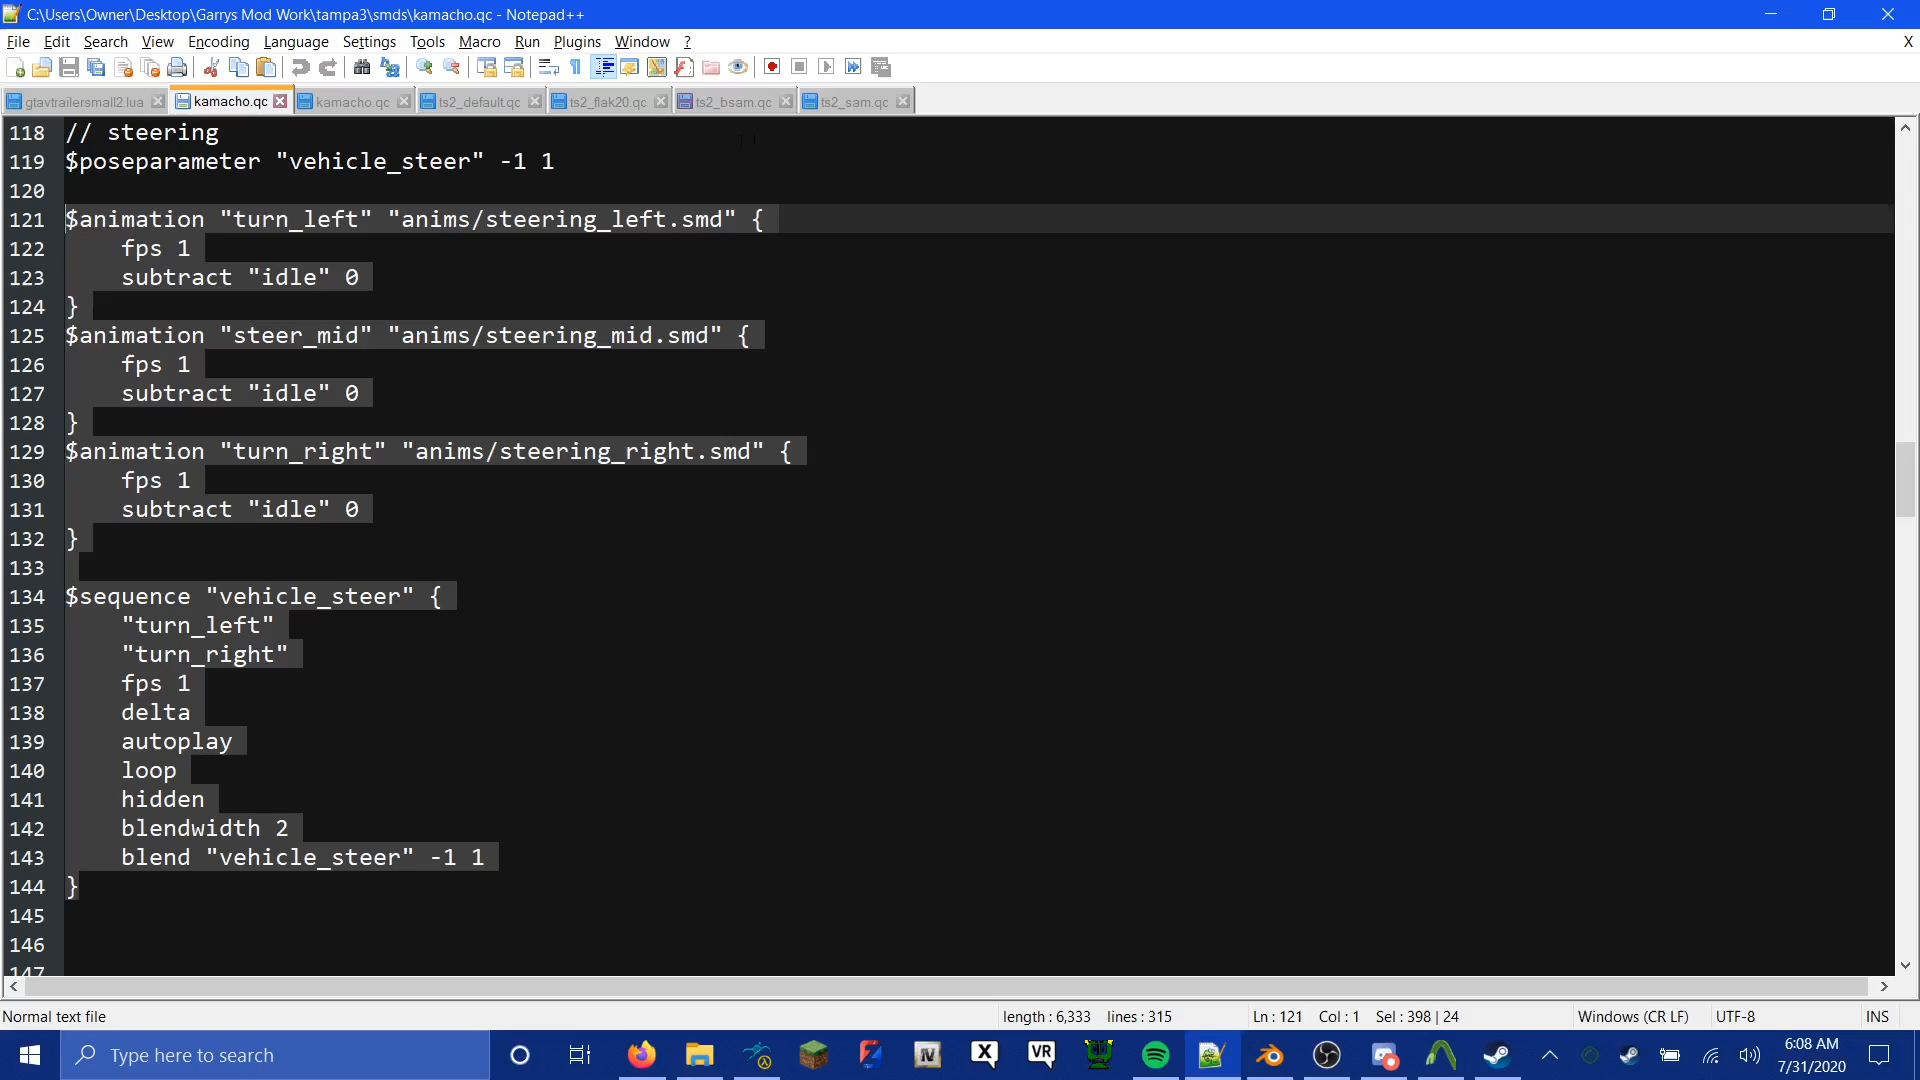 C:\Users\Owner\Desktop\Garrys Mod Work\tampa3\smds\kamacho.qc - Notepad++
File Edit Search View Encoding Language Settings Tools Macro Run Plugins Window ? X
gtavtrailersmall2.lua kamacho.qc kamacho.qc ts2_default.qc ts2_flak20.qc ts2_bsam.qc ts2_sam.qc
118 // steering
119 $poseparameter "vehicle_steer" -1 1
120
121 $animation "turn_left" "anims/steering_left.smd" {
122 fps 1
123 subtract "idle" 0
124 }
125 $animation "steer_mid" "anims/steering_mid.smd" {
126 fps 1
127 subtract "idle" 0
128 }
129 $animation "turn_right" "anims/steering_right.smd" {
130 fps 1
131 subtract "idle" 0
132 }
133
134 $sequence "vehicle_steer" {
135 "turn_left"
136 "turn_right"
137 fps 1
138 delta
139 autoplay
140 loop
141 hidden
142 blendwidth 2
143 blend "vehicle_steer" -1 1
144 }
145
146
147
Normal text file length : 6,333 lines : 315 Ln : 121 Col : 1 Sel : 398 | 24 Windows (CR LF) UTF-8 INS
Type here to search IV X VR 6:08 AM
7/31/2020